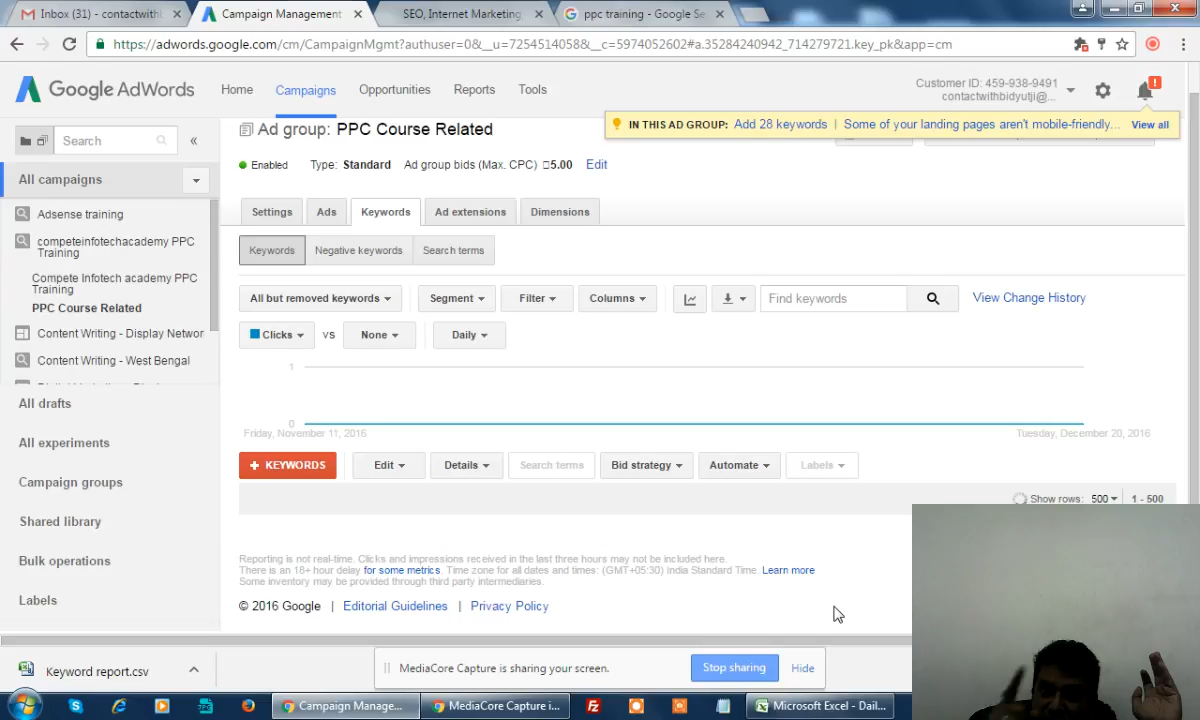 Inbox (31) - contactwithl
Campaign Management
SEO, Internet Marketing
ppc training - Google Se
https://adwords.google.com/cm/CampaignMgmt?authuser=0&__u=7254514058&__c=5974052602#a.35284240942_714279721.key_pk&app=cm
Google AdWords
Home
Campaigns
Opportunities
Reports
Tools
Customer ID: 459-938-9491
contactwithbidyutji@...
Ad group: PPC Course Related
IN THIS AD GROUP: Add 28 keywords | Some of your landing pages aren't mobile-friendly... View all
Search
Enabled Type: Standard Ad group bids (Max. CPC) 5.00 Edit
All campaigns
Adsense training
competeinfotechacademy PPC
Training
Compete Infotech academy PPC
Training
PPC Course Related
Content Writing - Display Networ
Content Writing - West Bengal
All drafts
All experiments
Campaign groups
Shared library
Bulk operations
Labels
Settings
Ads
Keywords
Ad extensions
Dimensions
Keywords
Negative keywords
Search terms
All but removed keywords
Segment
Filter
Columns
Find keywords
View Change History
Clicks
VS
None
Daily
1
0
Friday, November 11, 2016
Tuesday, December 20, 2016
+ KEYWORDS
Edit
Details
Search terms
Bid strategy
Automate
Labels
Show rows: 500
1 - 500
Reporting is not real-time. Clicks and impressions received in the last three hours may not be included here.
There is an 18+ hour delay for some metrics. Time zone for all dates and times: (GMT+05:30) India Standard Time. Learn more
Some inventory may be provided through third party intermediaries.
© 2016 Google | Editorial Guidelines | Privacy Policy
Keyword report.csv
MediaCore Capture is sharing your screen.
Stop sharing
Hide
Campaign Manage...
MediaCore Capture i...
Microsoft Excel - Dail...